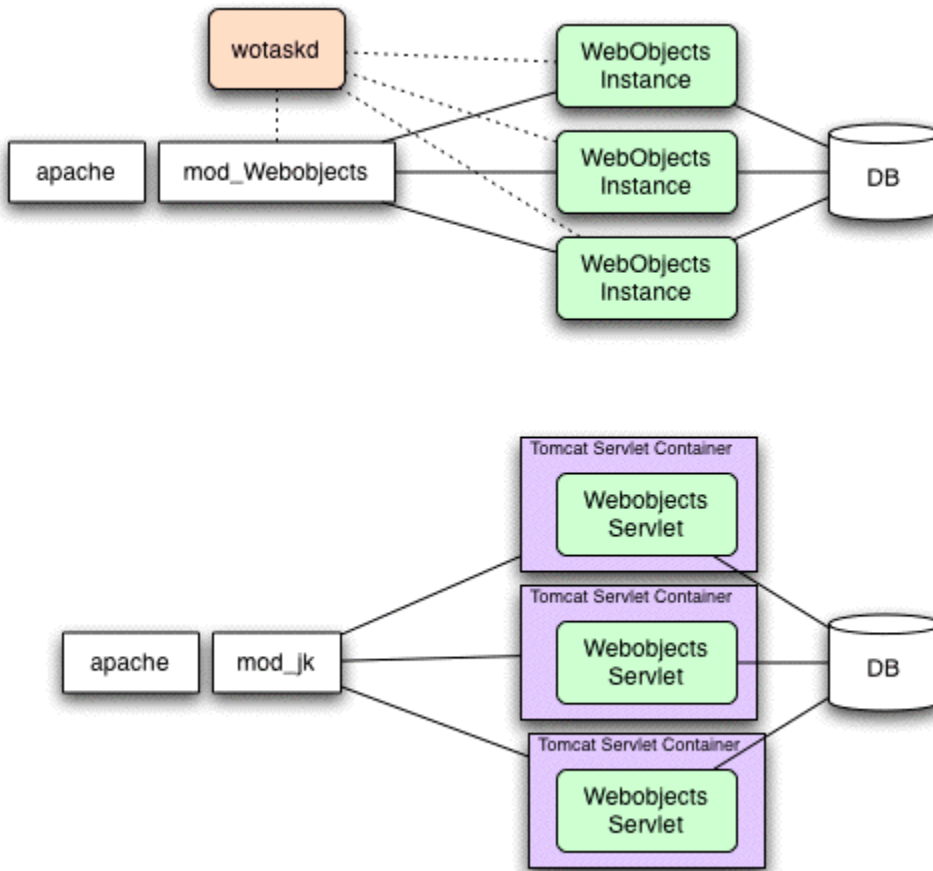 wotaskd
WebObjects
Instance
apache
mod_Webobjects
WebObjects
Instance
DB
WebObjects
Instance
Tomcat Servlet Container
Webobjects
Servlet
Tomcat Servlet Container
apache
mod_jk
Webobjects
Servlet
DB
Tomcat Servlet Container
Webobjects
Servlet